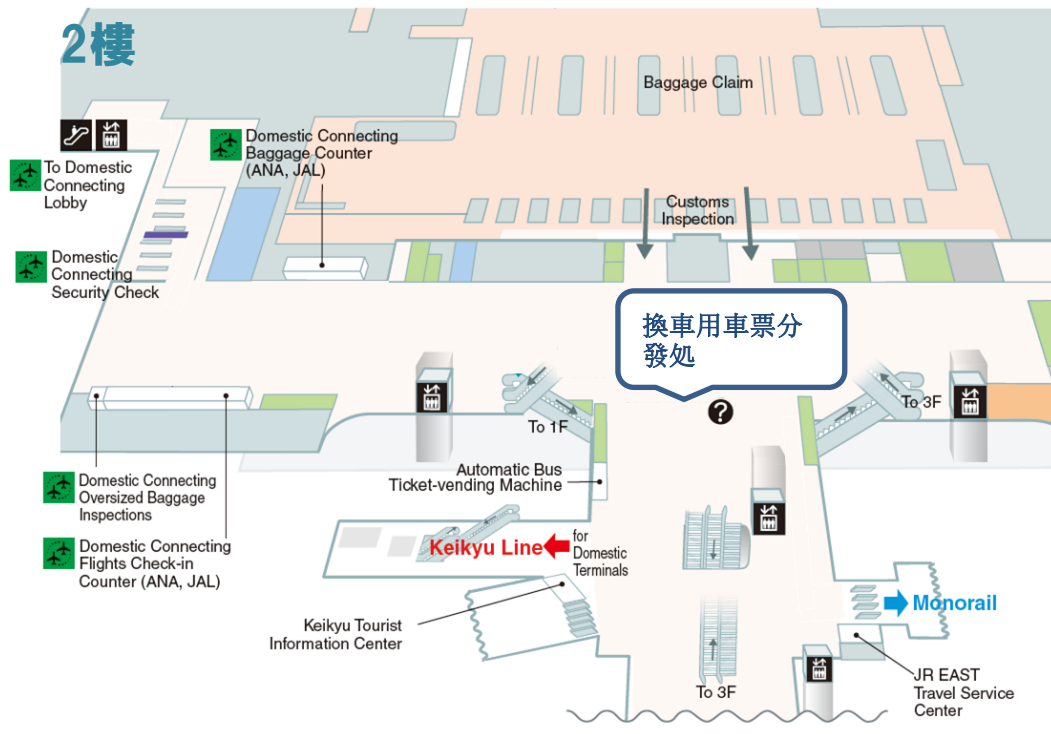 2樓
Baggage Claim
Domestic Connecting
Baggage Counter
(ANA, JAL)
To Domestic
Connecting
Lobby
Customs
Inspection
Domestic
Connecting
Security Check
換車用車票分
發処
To 1F
To 3F
?
Automatic Bus
Ticket-vending Machine
Domestic Connecting
Oversized Baggage
Inspections
Keikyu Line
for
Domestic
Terminals
Domestic Connecting
Flights Check-in
Counter (ANA, JAL)
Monorail
Keikyu Tourist
Information Center
To 3F
JR EAST
Travel Service
Center